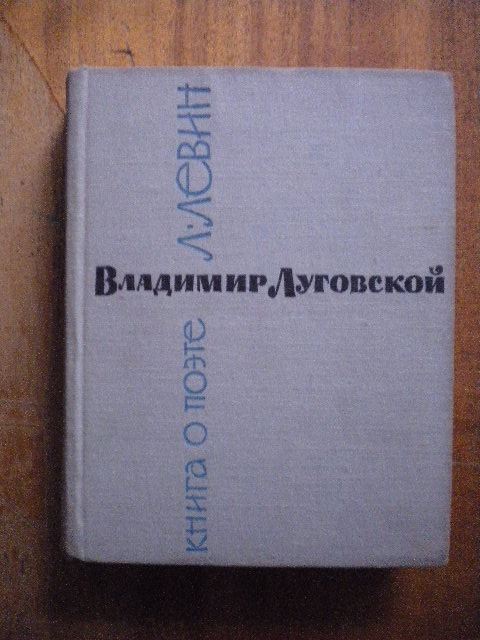 Л. ЛЕВИН
Владимир Луговской
книга о поэте